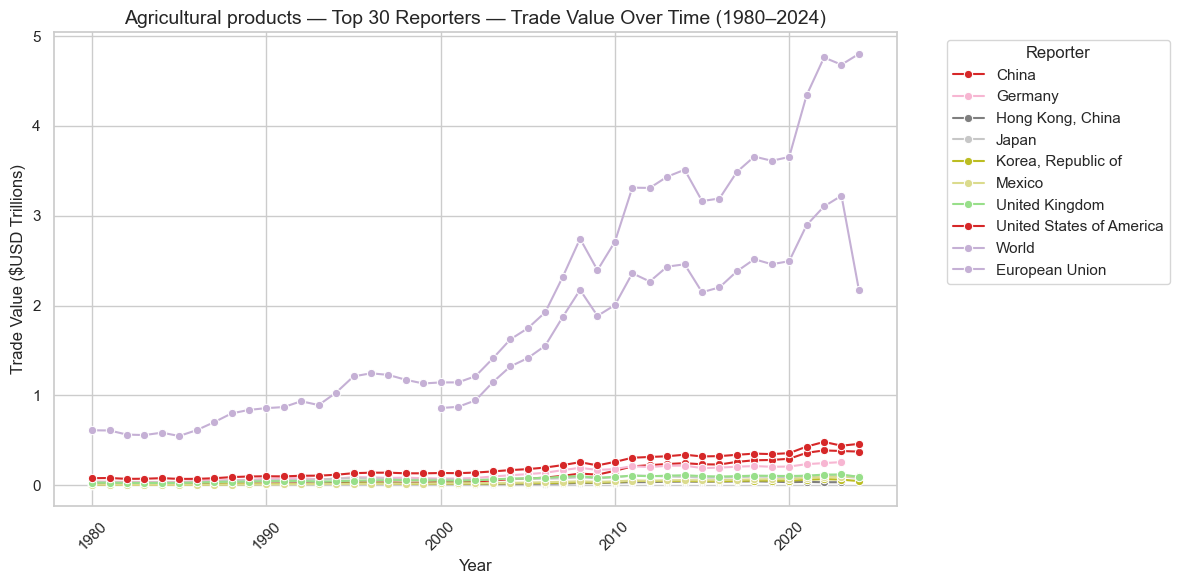 Agricultural products — Top 30 Reporters — Trade Value Over Time (1980–2024)
Trade Value ($USD Trillions)
5
4
3
2
1
0
1980
1990
2000
2010
2020
Year
Reporter
China
Germany
Hong Kong, China
Japan
Korea, Republic of
Mexico
United Kingdom
United States of America
World
European Union